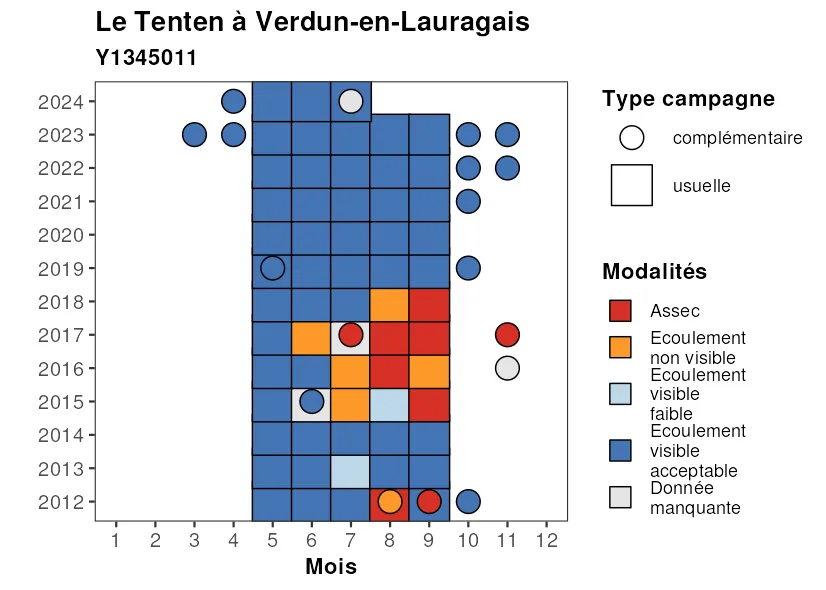 Le Tenten à Verdun-en-Lauragais
Y1345011
2024
2023
2022
2021
2020
2019
2018
2017
2016
2015
2014
2013
2012
1 2 3 4 5 6 7 8 9 10 11 12
Mois
Type campagne
complémentaire
usuelle
Modalités
Assec
Ecoulement
non visible
Ecoulement
visible
faible
Ecoulement
visible
acceptable
Donnée
manquante